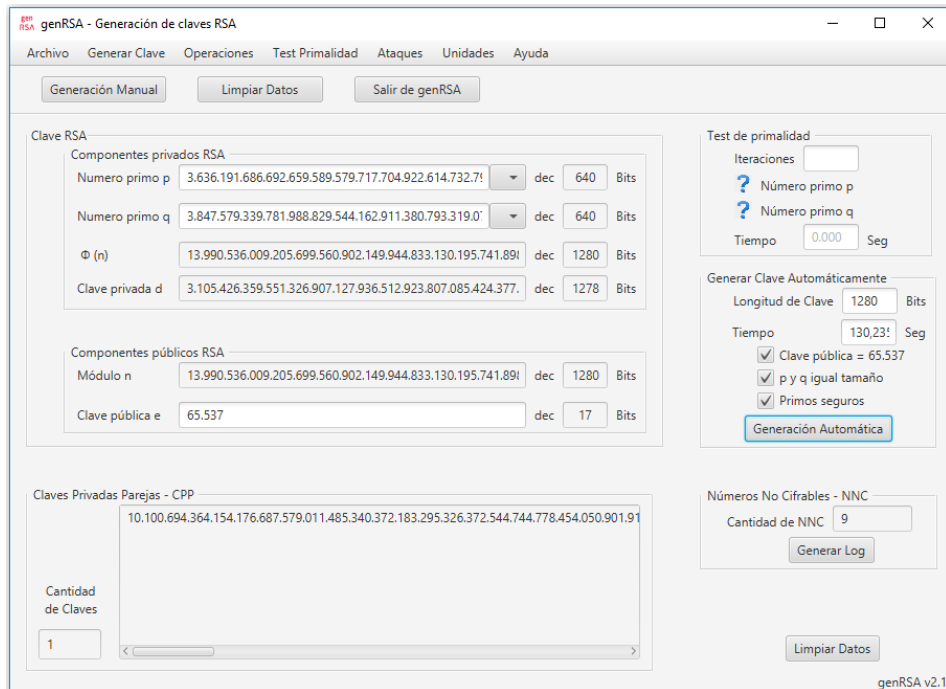 gen RSA genRSA - Generación de claves RSA
Archivo Generar Clave Operaciones Test Primalidad Ataques Unidades Ayuda
Generación Manual Limpiar Datos Salir de genRSA
Clave RSA
Componentes privados RSA
Numero primo p 3.636.191.686.692.659.589.579.717.704.922.614.732.79 dec 640 Bits
Numero primo q 3.847.579.339.781.988.829.544.162.911.380.793.319.07 dec 640 Bits
Φ (n) 13.990.536.009.205.699.560.902.149.944.833.130.195.741.898 dec 1280 Bits
Clave privada d 3.105.426.359.551.326.907.127.936.512.923.807.085.424.377. dec 1278 Bits
Componentes públicos RSA
Módulo n 13.990.536.009.205.699.560.902.149.944.833.130.195.741.898 dec 1280 Bits
Clave pública e 65.537 dec 17 Bits
Test de primalidad
Iteraciones
? Número primo p
? Número primo q
Tiempo 0.000 Seg
Generar Clave Automáticamente
Longitud de Clave 1280 Bits
Tiempo 130,235 Seg
Clave pública = 65.537
p y q igual tamaño
Primos seguros
Generación Automática
Claves Privadas Parejas - CPP
10.100.694.364.154.176.687.579.011.485.340.372.183.295.326.372.544.744.778.454.050.901.91
Cantidad
de Claves
1
Números No Cifrables - NNC
Cantidad de NNC 9
Generar Log
Limpiar Datos
genRSA v2.1